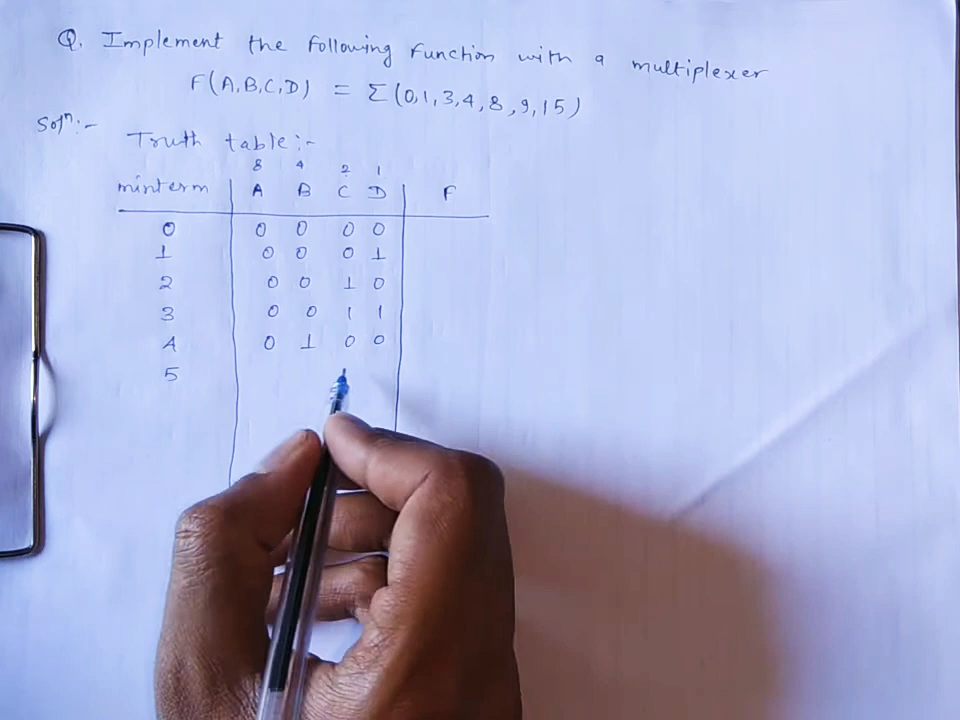 Q. Implement the following function with a multiplexer
F(A,B,C,D) = Σ(0,1,3,4,8,9,15)
Solⁿ:-
Truth table:-
8 4 2 1
minterm A B C D F
0 0 0 0 0
1 0 0 0 1
2 0 0 1 0
3 0 0 1 1
4 0 1 0 0
5